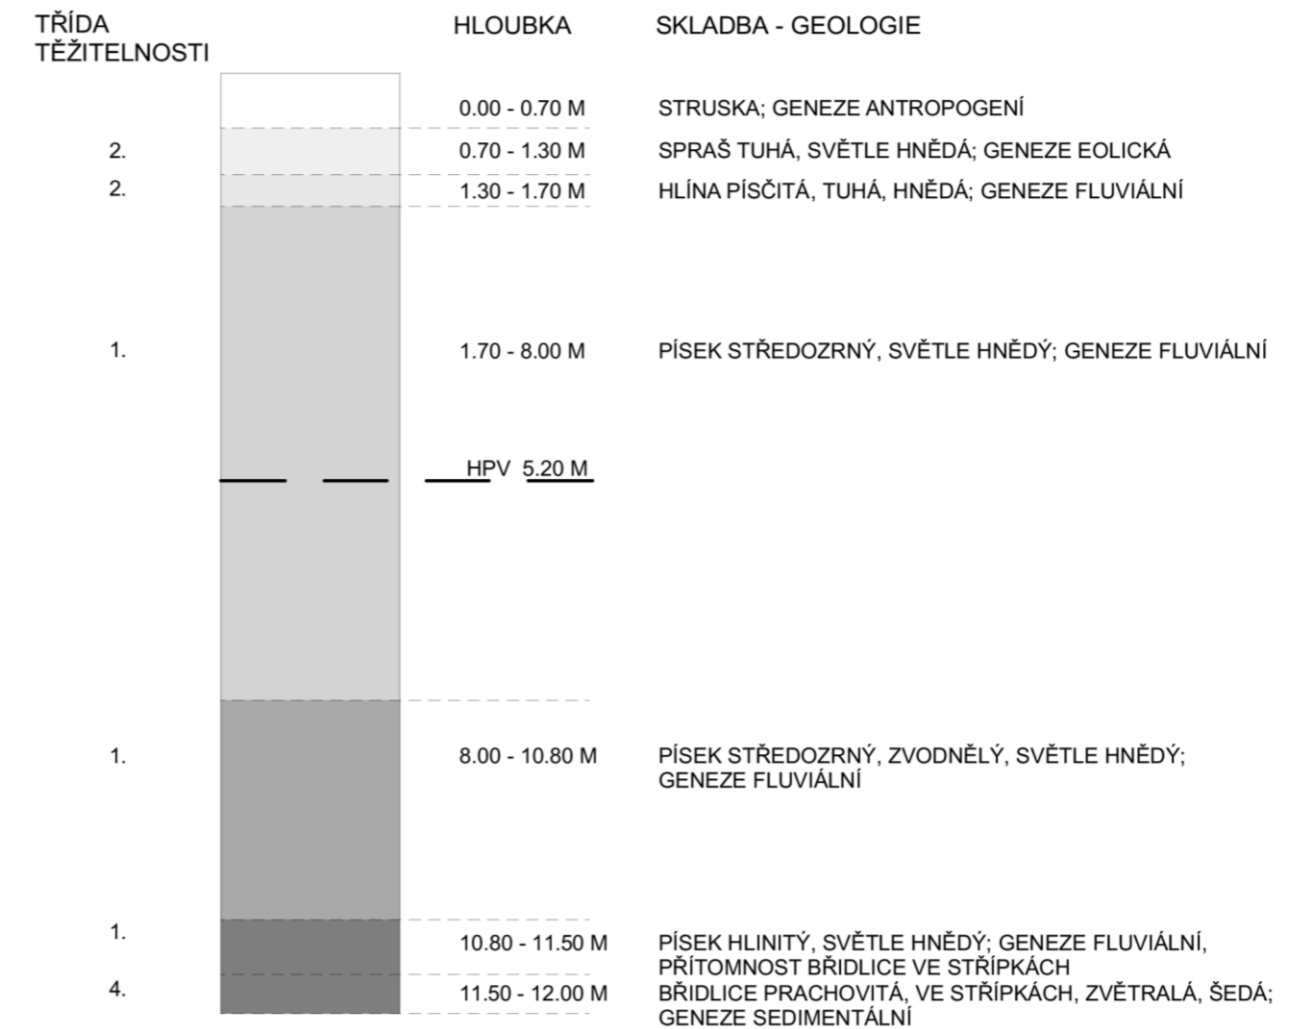 TŘÍDA
TĚŽITELNOSTI
HLOUBKA
SKLADBA - GEOLOGIE
0.00 - 0.70 M
STRUSKA; GENEZE ANTROPOGENÍ
2.
0.70 - 1.30 M
SPRAŠ TUHÁ, SVĚTLE HNĚDÁ; GENEZE EOLICKÁ
2.
1.30 - 1.70 M
HLÍNA PÍSČITÁ, TUHÁ, HNĚDÁ; GENEZE FLUVIÁLNÍ
1.
1.70 - 8.00 M
PÍSEK STŘEDOZRNÝ, SVĚTLE HNĚDÝ; GENEZE FLUVIÁLNÍ
HPV 5.20 M
1.
8.00 - 10.80 M
PÍSEK STŘEDOZRNÝ, ZVODNĚLÝ, SVĚTLE HNĚDÝ;
GENEZE FLUVIÁLNÍ
1.
10.80 - 11.50 M
PÍSEK HLINITÝ, SVĚTLE HNĚDÝ; GENEZE FLUVIÁLNÍ,
PŘÍTOMNOST BŘIDLICE VE STŘÍPKÁCH
4.
11.50 - 12.00 M
BŘIDLICE PRACHOVITÁ, VE STŘÍPKÁCH, ZVĚTRALÁ, ŠEDÁ;
GENEZE SEDIMENTÁLNÍ